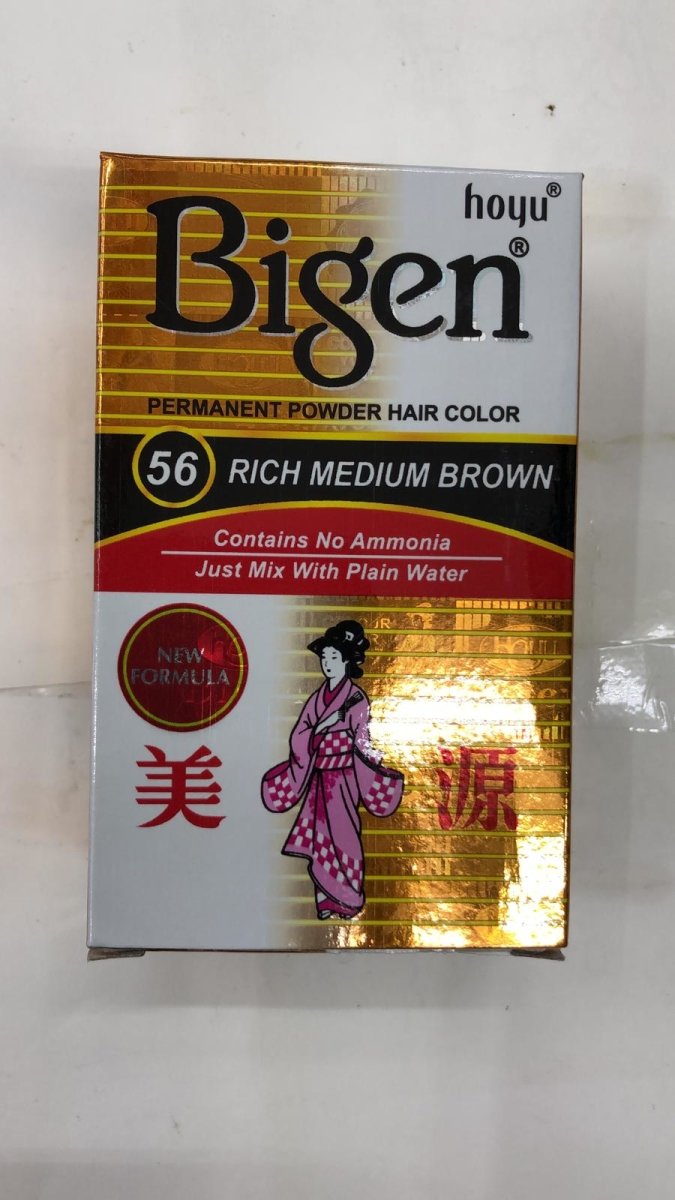 hoyu®
Bigen®
PERMANENT POWDER HAIR COLOR
56 RICH MEDIUM BROWN
Contains No Ammonia
Just Mix With Plain Water
NEW
FORMULA
美 源